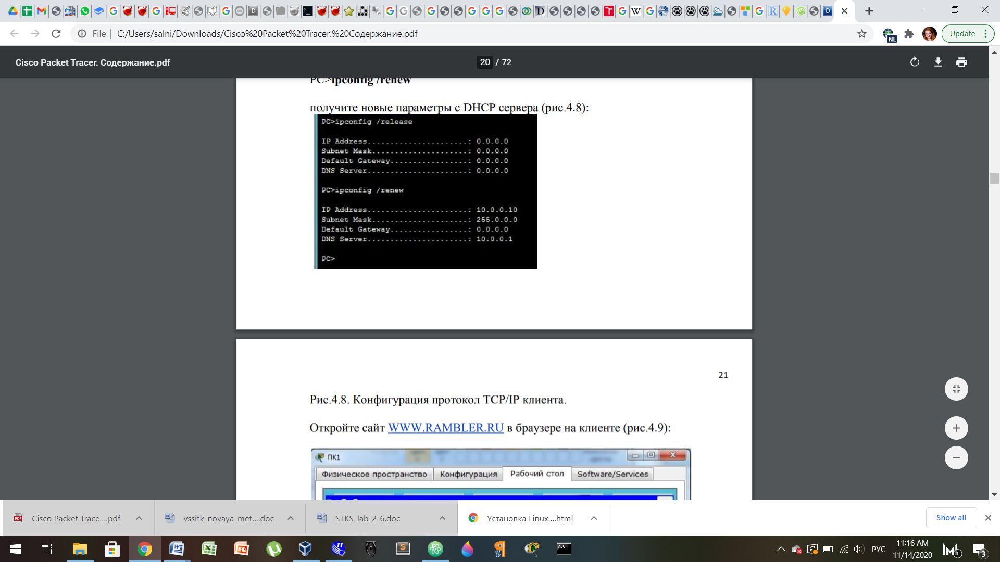 File | C:/Users/salni/Downloads/Cisco%20Packet%20Tracer.%20Содержание.pdf
NL
Update
Cisco Packet Tracer. Содержание.pdf
20 / 72
PC>ipconfig /renew
получите новые параметры с DHCP сервера (рис.4.8):
PC>ipconfig /release
IP Address......................: 0.0.0.0
Subnet Mask.....................: 0.0.0.0
Default Gateway.................: 0.0.0.0
DNS Server......................: 0.0.0.0
PC>ipconfig /renew
IP Address......................: 10.0.0.10
Subnet Mask.....................: 255.0.0.0
Default Gateway.................: 0.0.0.0
DNS Server......................: 10.0.0.1
PC>
21
Рис.4.8. Конфигурация протокол TCP/IP клиента.
Откройте сайт WWW.RAMBLER.RU в браузере на клиенте (рис.4.9):
ПК1
Физическое пространство
Конфигурация
Рабочий стол
Software/Services
Cisco Packet Trace....pdf
vssitk_novaya_met....doc
STKS_lab_2-6.doc
Установка Linux....html
Show all
РУС
11:16 AM
11/14/2020
3